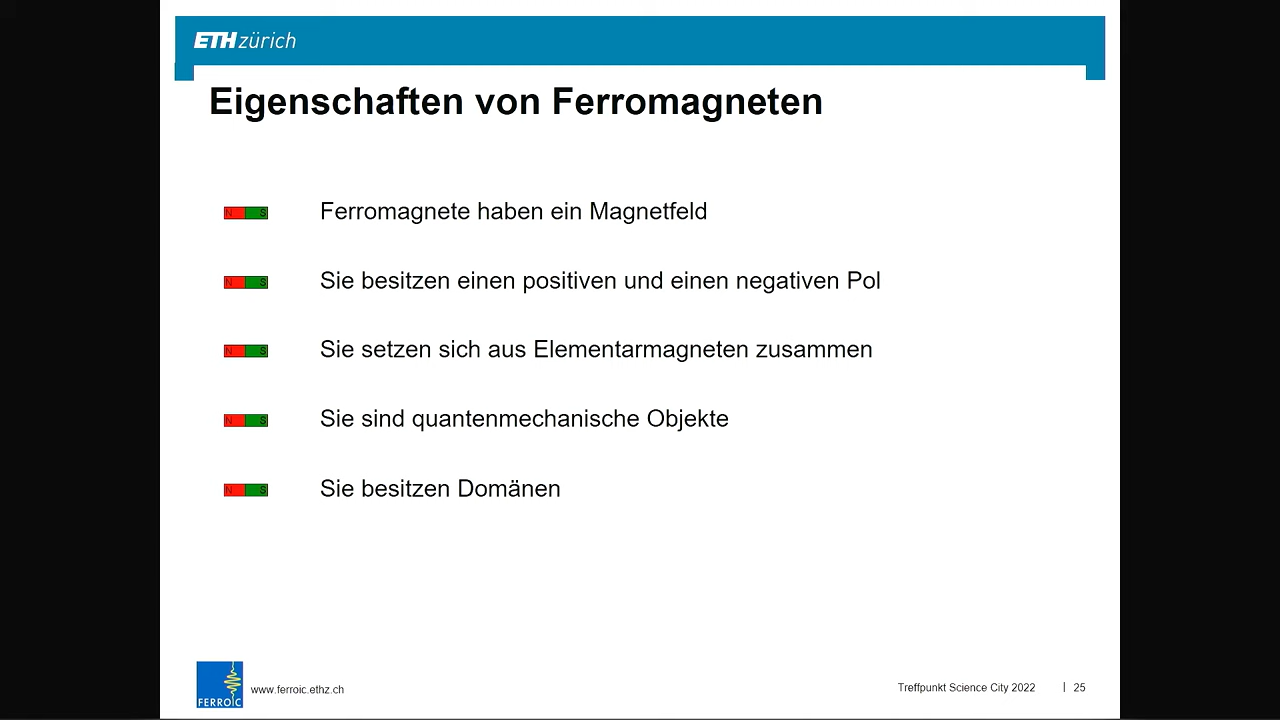 ETH zürich
Eigenschaften von Ferromagneten
N S Ferromagnete haben ein Magnetfeld
N S Sie besitzen einen positiven und einen negativen Pol
N S Sie setzen sich aus Elementarmagneten zusammen
N S Sie sind quantenmechanische Objekte
N S Sie besitzen Domänen
FERROIC
www.ferroic.ethz.ch
Treffpunkt Science City 2022 | 25